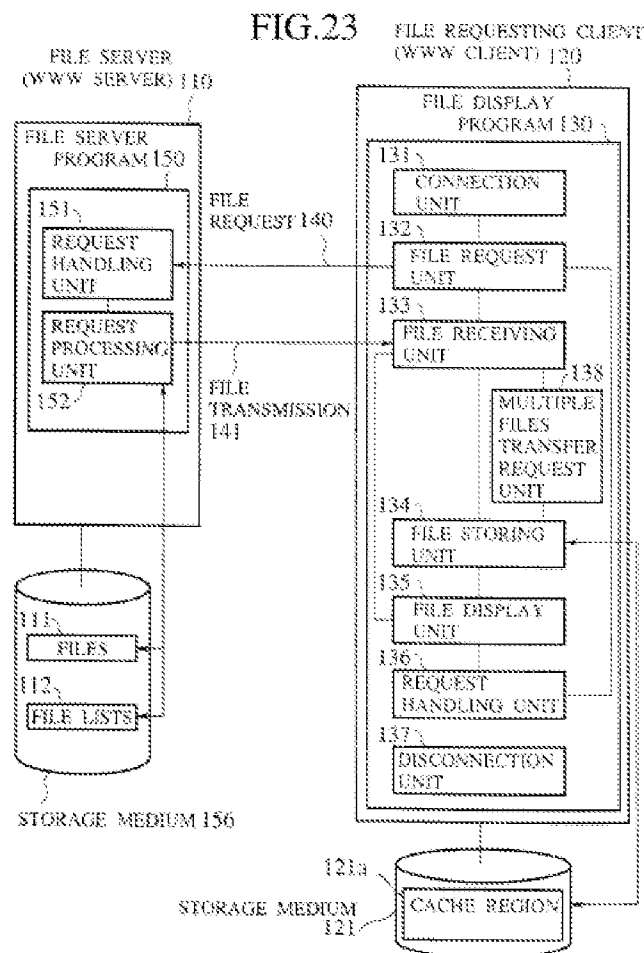 FIG.23
FILE SERVER
(WWW SERVER) 110
FILE SERVER
PROGRAM 150
151
REQUEST
HANDLING
UNIT
REQUEST
PROCESSING
UNIT
152
FILE
REQUEST 140
FILE
TRANSMISSION
141
111
FILES
112
FILE LISTS
STORAGE MEDIUM 156
FILE REQUESTING CLIENT
(WWW CLIENT) 120
FILE DISPLAY
PROGRAM 130
131
CONNECTION
UNIT
132
FILE REQUEST
UNIT
133
FILE RECEIVING
UNIT
138
MULTIPLE
FILES
TRANSFER
REQUEST
UNIT
134
FILE STORING
UNIT
135
FILE DISPLAY
UNIT
136
REQUEST
HANDLING UNIT
137
DISCONNECTION
UNIT
121a
CACHE REGION
STORAGE MEDIUM
121